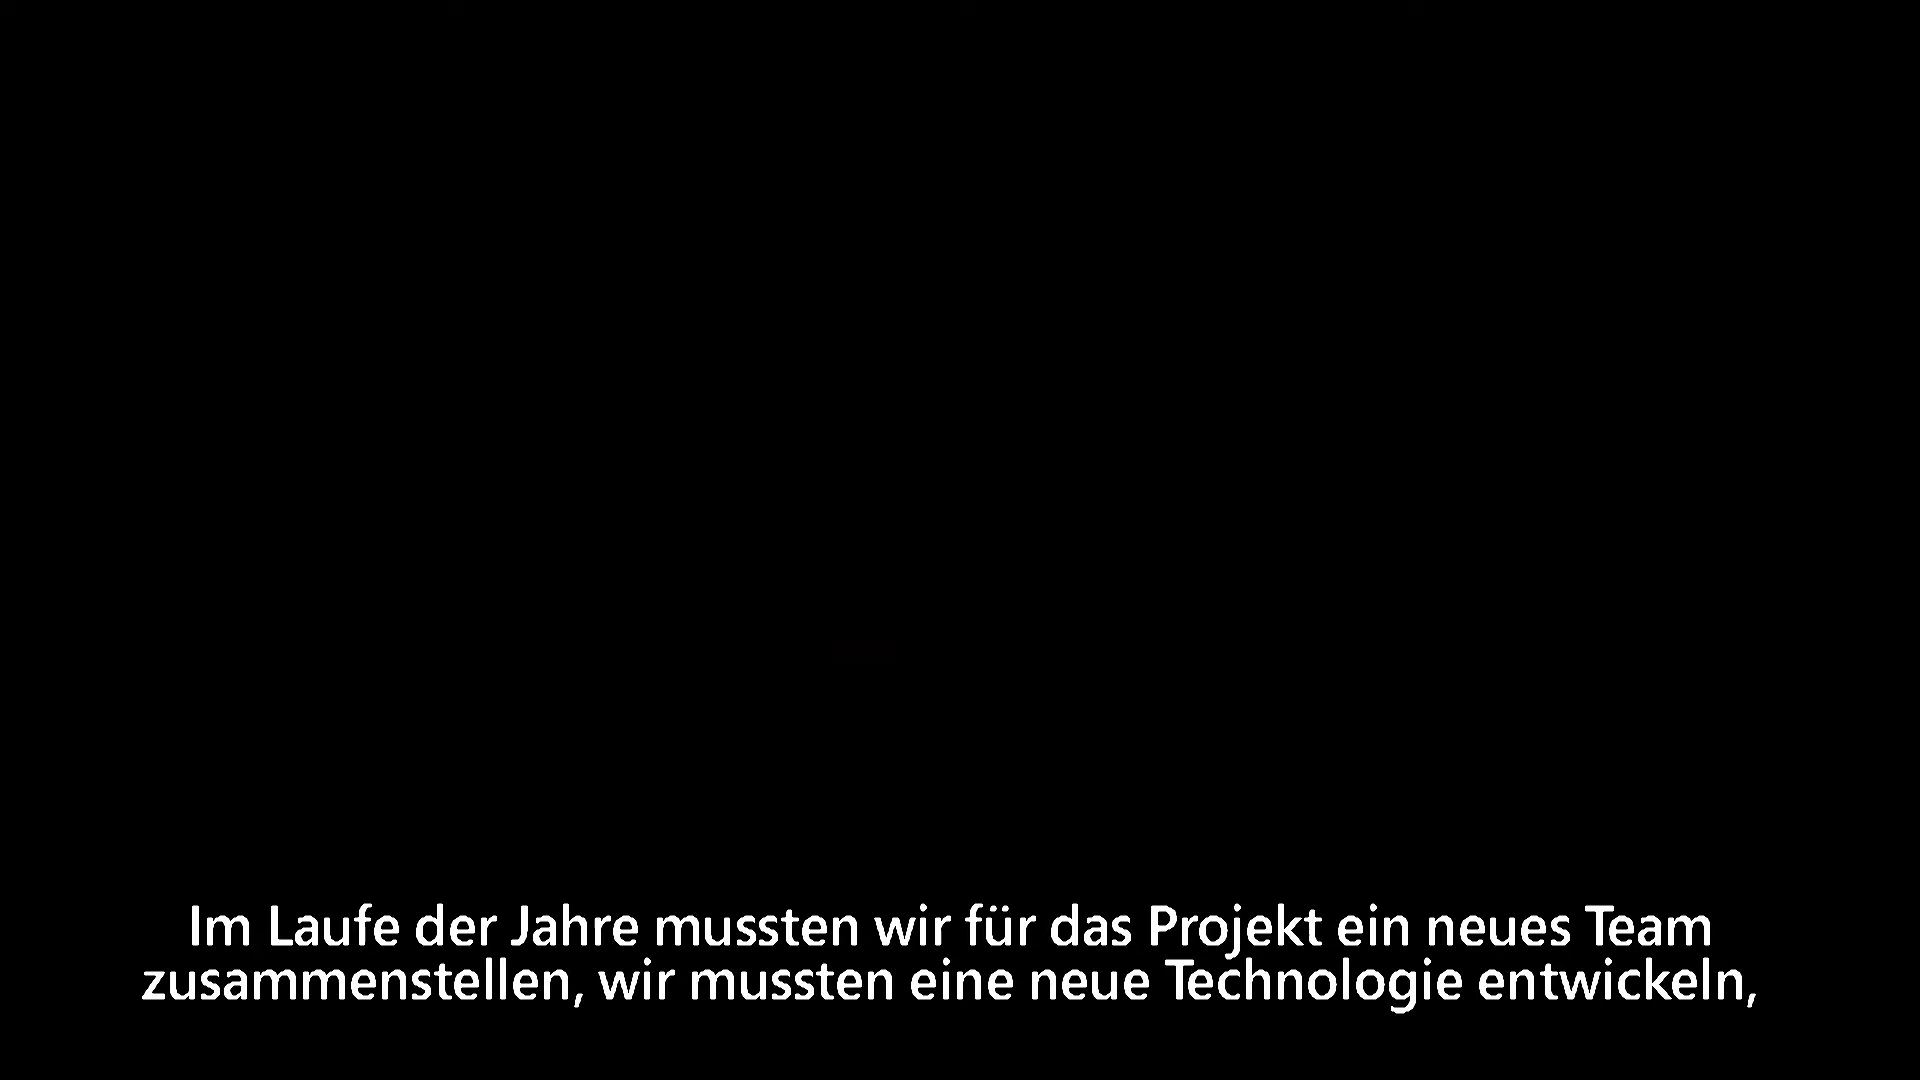 Im Laufe der Jahre mussten wir für das Projekt ein neues Team
zusammenstellen, wir mussten eine neue Technologie entwickeln,